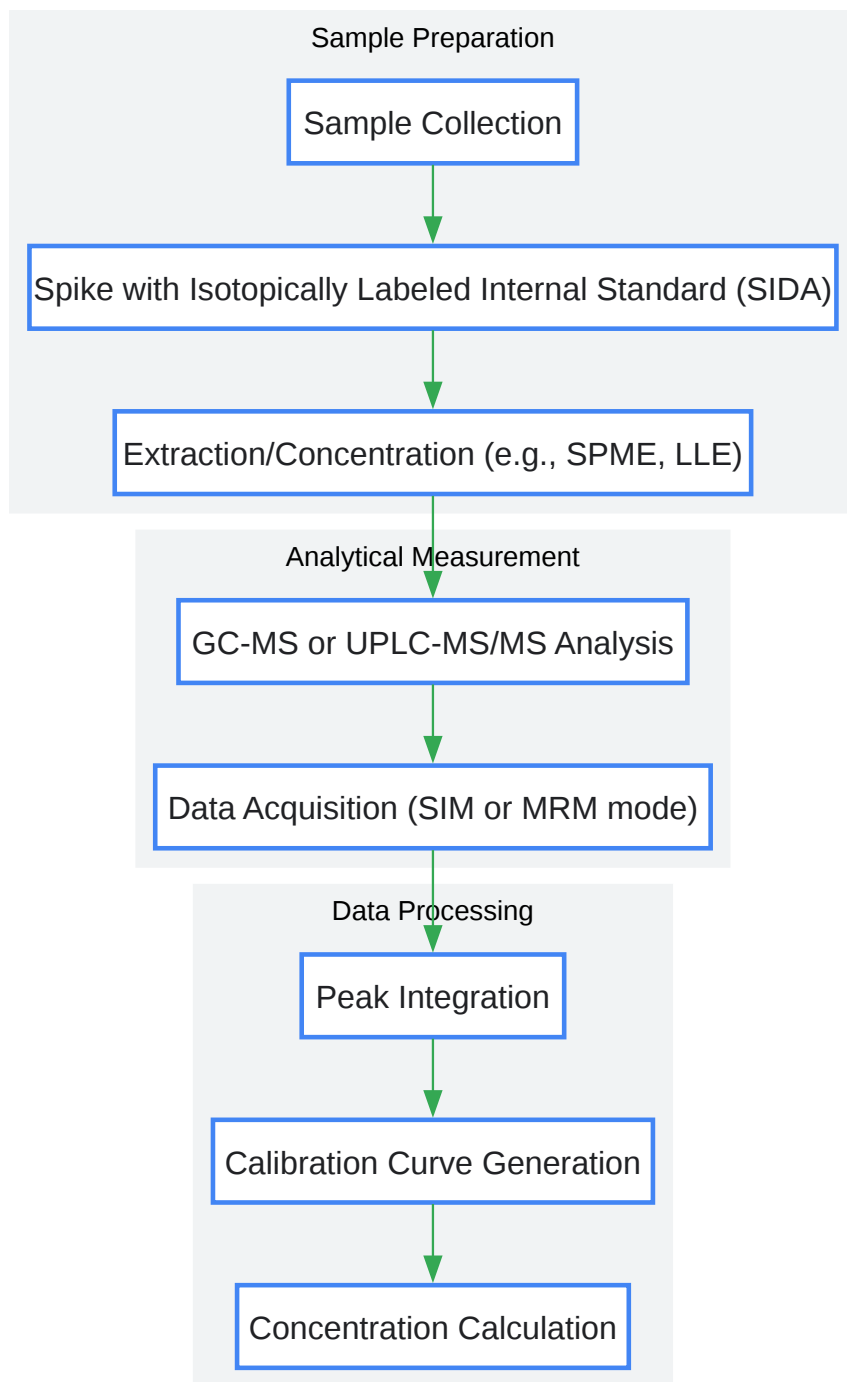 Sample Preparation
Sample Collection
Spike with Isotopically Labeled Internal Standard (SIDA)
Extraction/Concentration (e.g., SPME, LLE)
Analytical Measurement
GC-MS or UPLC-MS/MS Analysis
Data Acquisition (SIM or MRM mode)
Data Processing
Peak Integration
Calibration Curve Generation
Concentration Calculation